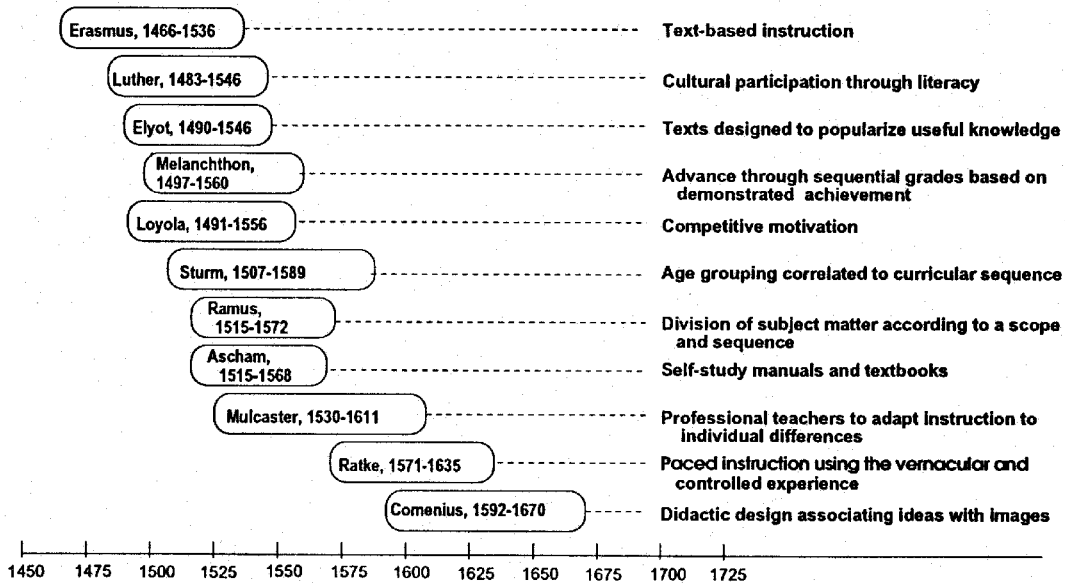 Erasmus, 1466-1536 Text-based instruction
Luther, 1483-1546 Cultural participation through literacy
Elyot, 1490-1546 Texts designed to popularize useful knowledge
Melanchthon,
1497-1560 Advance through sequential grades based on
demonstrated achievement
Loyola, 1491-1556 Competitive motivation
Sturm, 1507-1589 Age grouping correlated to curricular sequence
Ramus,
1515-1572 Division of subject matter according to a scope
and sequence
Ascham,
1515-1568 Self-study manuals and textbooks
Mulcaster, 1530-1611 Professional teachers to adapt instruction to
individual differences
Ratke, 1571-1635 Paced instruction using the vernacular and
controlled experience
Comenius, 1592-1670 Didactic design associating ideas with images
1450 1475 1500 1525 1550 1575 1600 1625 1650 1675 1700 1725